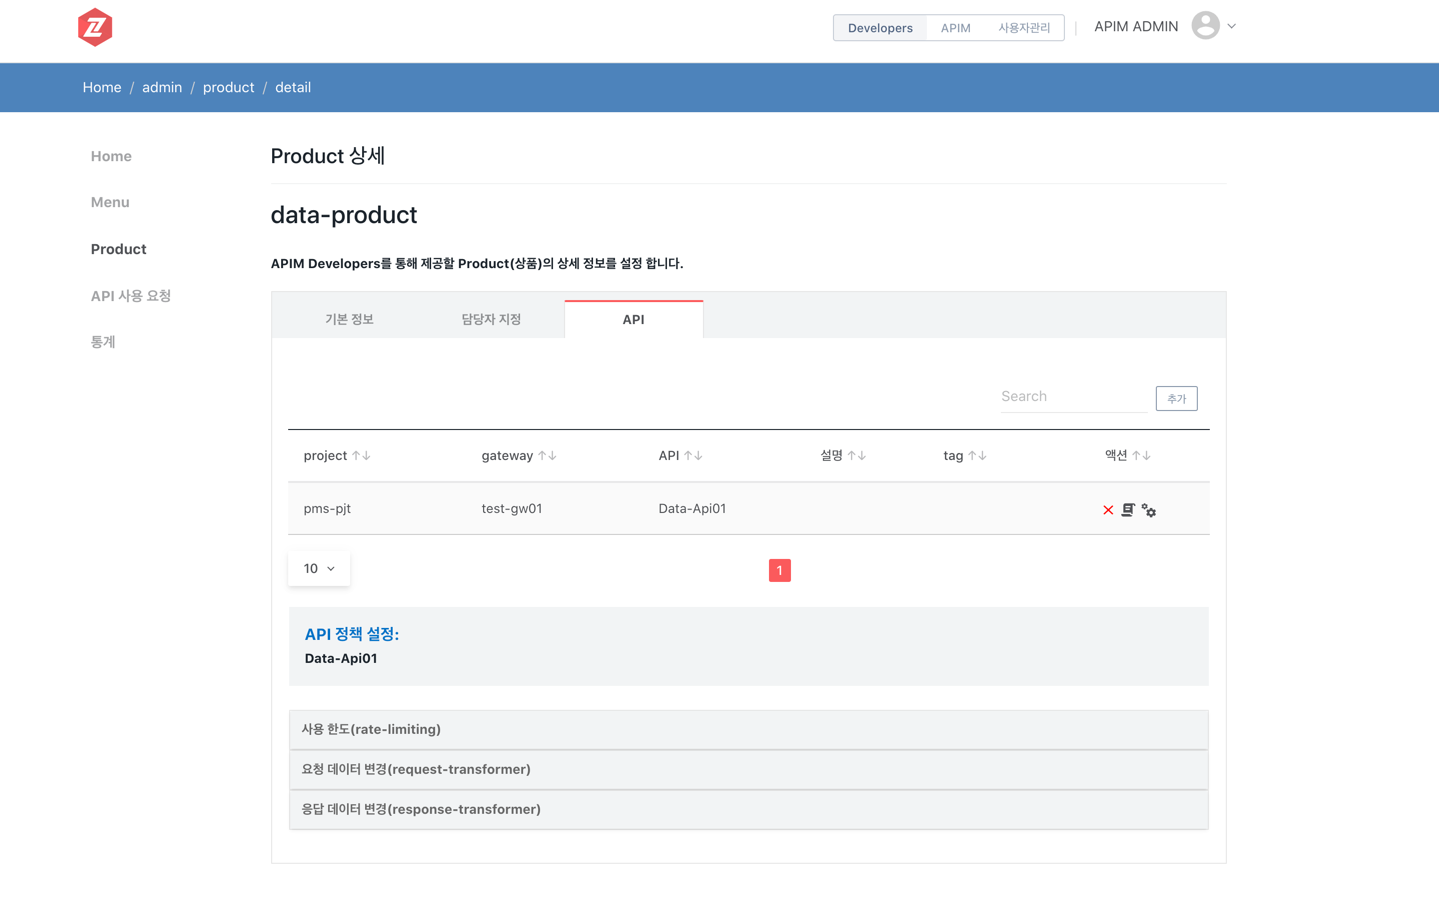 Developers APIM 사용자관리 APIM ADMIN
Home / admin / product / detail
Home
Menu
Product
API 사용 요청
통계
Product 상세
data-product
APIM Developers를 통해 제공할 Product(상품)의 상세 정보를 설정 합니다.
기본 정보 담당자 지정 API
Search 추가
project ↑↓ gateway ↑↓ API ↑↓ 설명 ↑↓ tag ↑↓ 액션 ↑↓
pms-pjt test-gw01 Data-Api01
10 1
API 정책 설정:
Data-Api01
사용 한도(rate-limiting)
요청 데이터 변경(request-transformer)
응답 데이터 변경(response-transformer)